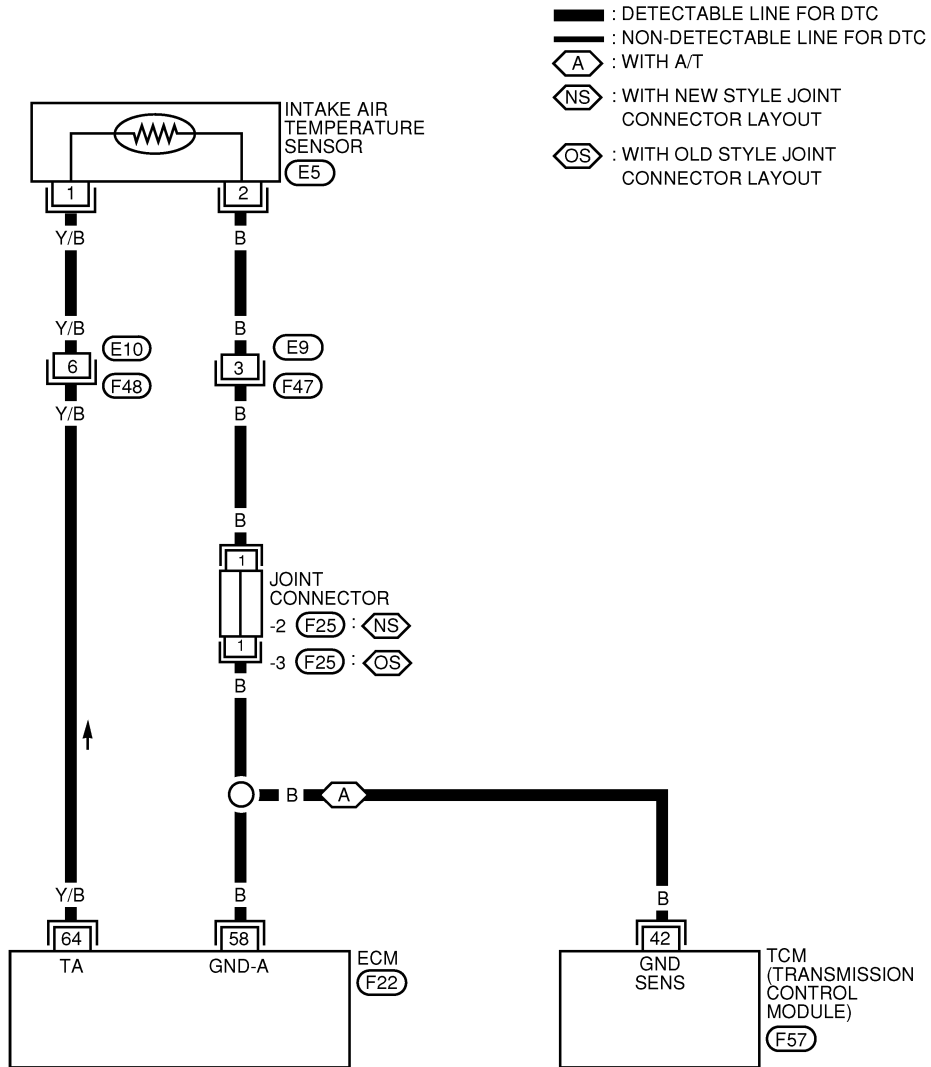 : DETECTABLE LINE FOR DTC
: NON-DETECTABLE LINE FOR DTC
A : WITH A/T
NS : WITH NEW STYLE JOINT
CONNECTOR LAYOUT
OS : WITH OLD STYLE JOINT
CONNECTOR LAYOUT
INTAKE AIR
TEMPERATURE
SENSOR
E5
1 2
Y/B B
Y/B B
6 E10 3 E9
F48 F47
Y/B B
B
1
JOINT
CONNECTOR
-2 F25 : NS
1
-3 F25 : OS
B
B A
Y/B B B
64 58 42
TA GND-A
ECM
F22
GND
SENS
TCM
(TRANSMISSION
CONTROL
MODULE)
F57